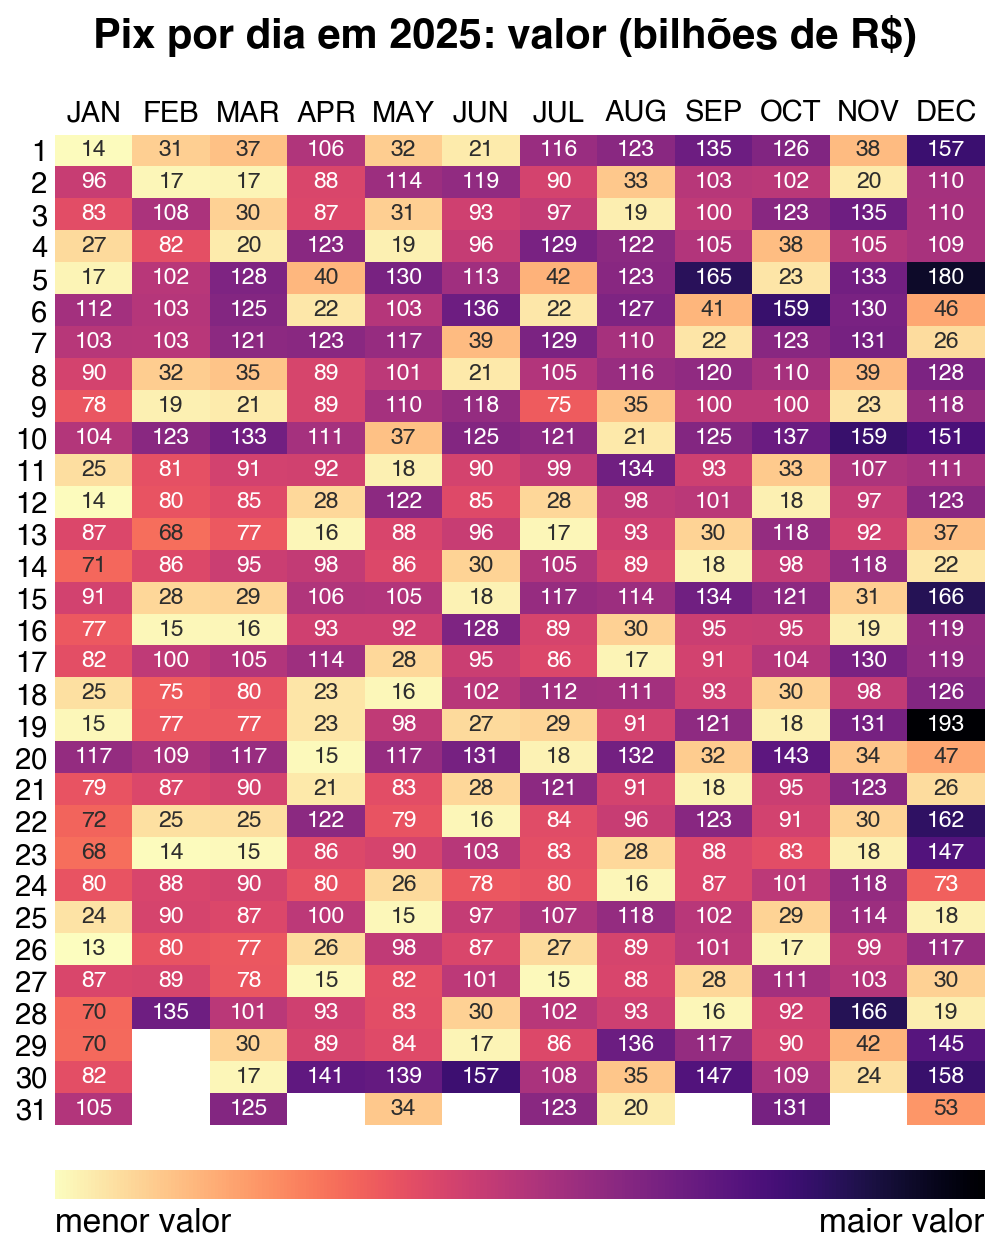 Pix por dia em 2025: valor (bilhões de R$)
JAN FEB MAR APR MAY JUN JUL AUG SEP OCT NOV DEC
1 14 31 37 106 32 21 116 123 135 126 38 157
2 96 17 17 88 114 119 90 33 103 102 20 110
3 83 108 30 87 31 93 97 19 100 123 135 110
4 27 82 20 123 19 96 129 122 105 38 105 109
5 17 102 128 40 130 113 42 123 165 23 133 180
6 112 103 125 22 103 136 22 127 41 159 130 46
7 103 103 121 123 117 39 129 110 22 123 131 26
8 90 32 35 89 101 21 105 116 120 110 39 128
9 78 19 21 89 110 118 75 35 100 100 23 118
10 104 123 133 111 37 125 121 21 125 137 159 151
11 25 81 91 92 18 90 99 134 93 33 107 111
12 14 80 85 28 122 85 28 98 101 18 97 123
13 87 68 77 16 88 96 17 93 30 118 92 37
14 71 86 95 98 86 30 105 89 18 98 118 22
15 91 28 29 106 105 18 117 114 134 121 31 166
16 77 15 16 93 92 128 89 30 95 95 19 119
17 82 100 105 114 28 95 86 17 91 104 130 119
18 25 75 80 23 16 102 112 111 93 30 98 126
19 15 77 77 23 98 27 29 91 121 18 131 193
20 117 109 117 15 117 131 18 132 32 143 34 47
21 79 87 90 21 83 28 121 91 18 95 123 26
22 72 25 25 122 79 16 84 96 123 91 30 162
23 68 14 15 86 90 103 83 28 88 83 18 147
24 80 88 90 80 26 78 80 16 87 101 118 73
25 24 90 87 100 15 97 107 118 102 29 114 18
26 13 80 77 26 98 87 27 89 101 17 99 117
27 87 89 78 15 82 101 15 88 28 111 103 30
28 70 135 101 93 83 30 102 93 16 92 166 19
29 70 30 89 84 17 86 136 117 90 42 145
30 82 17 141 139 157 108 35 147 109 24 158
31 105 125 34 123 20 131 53
menor valor maior valor